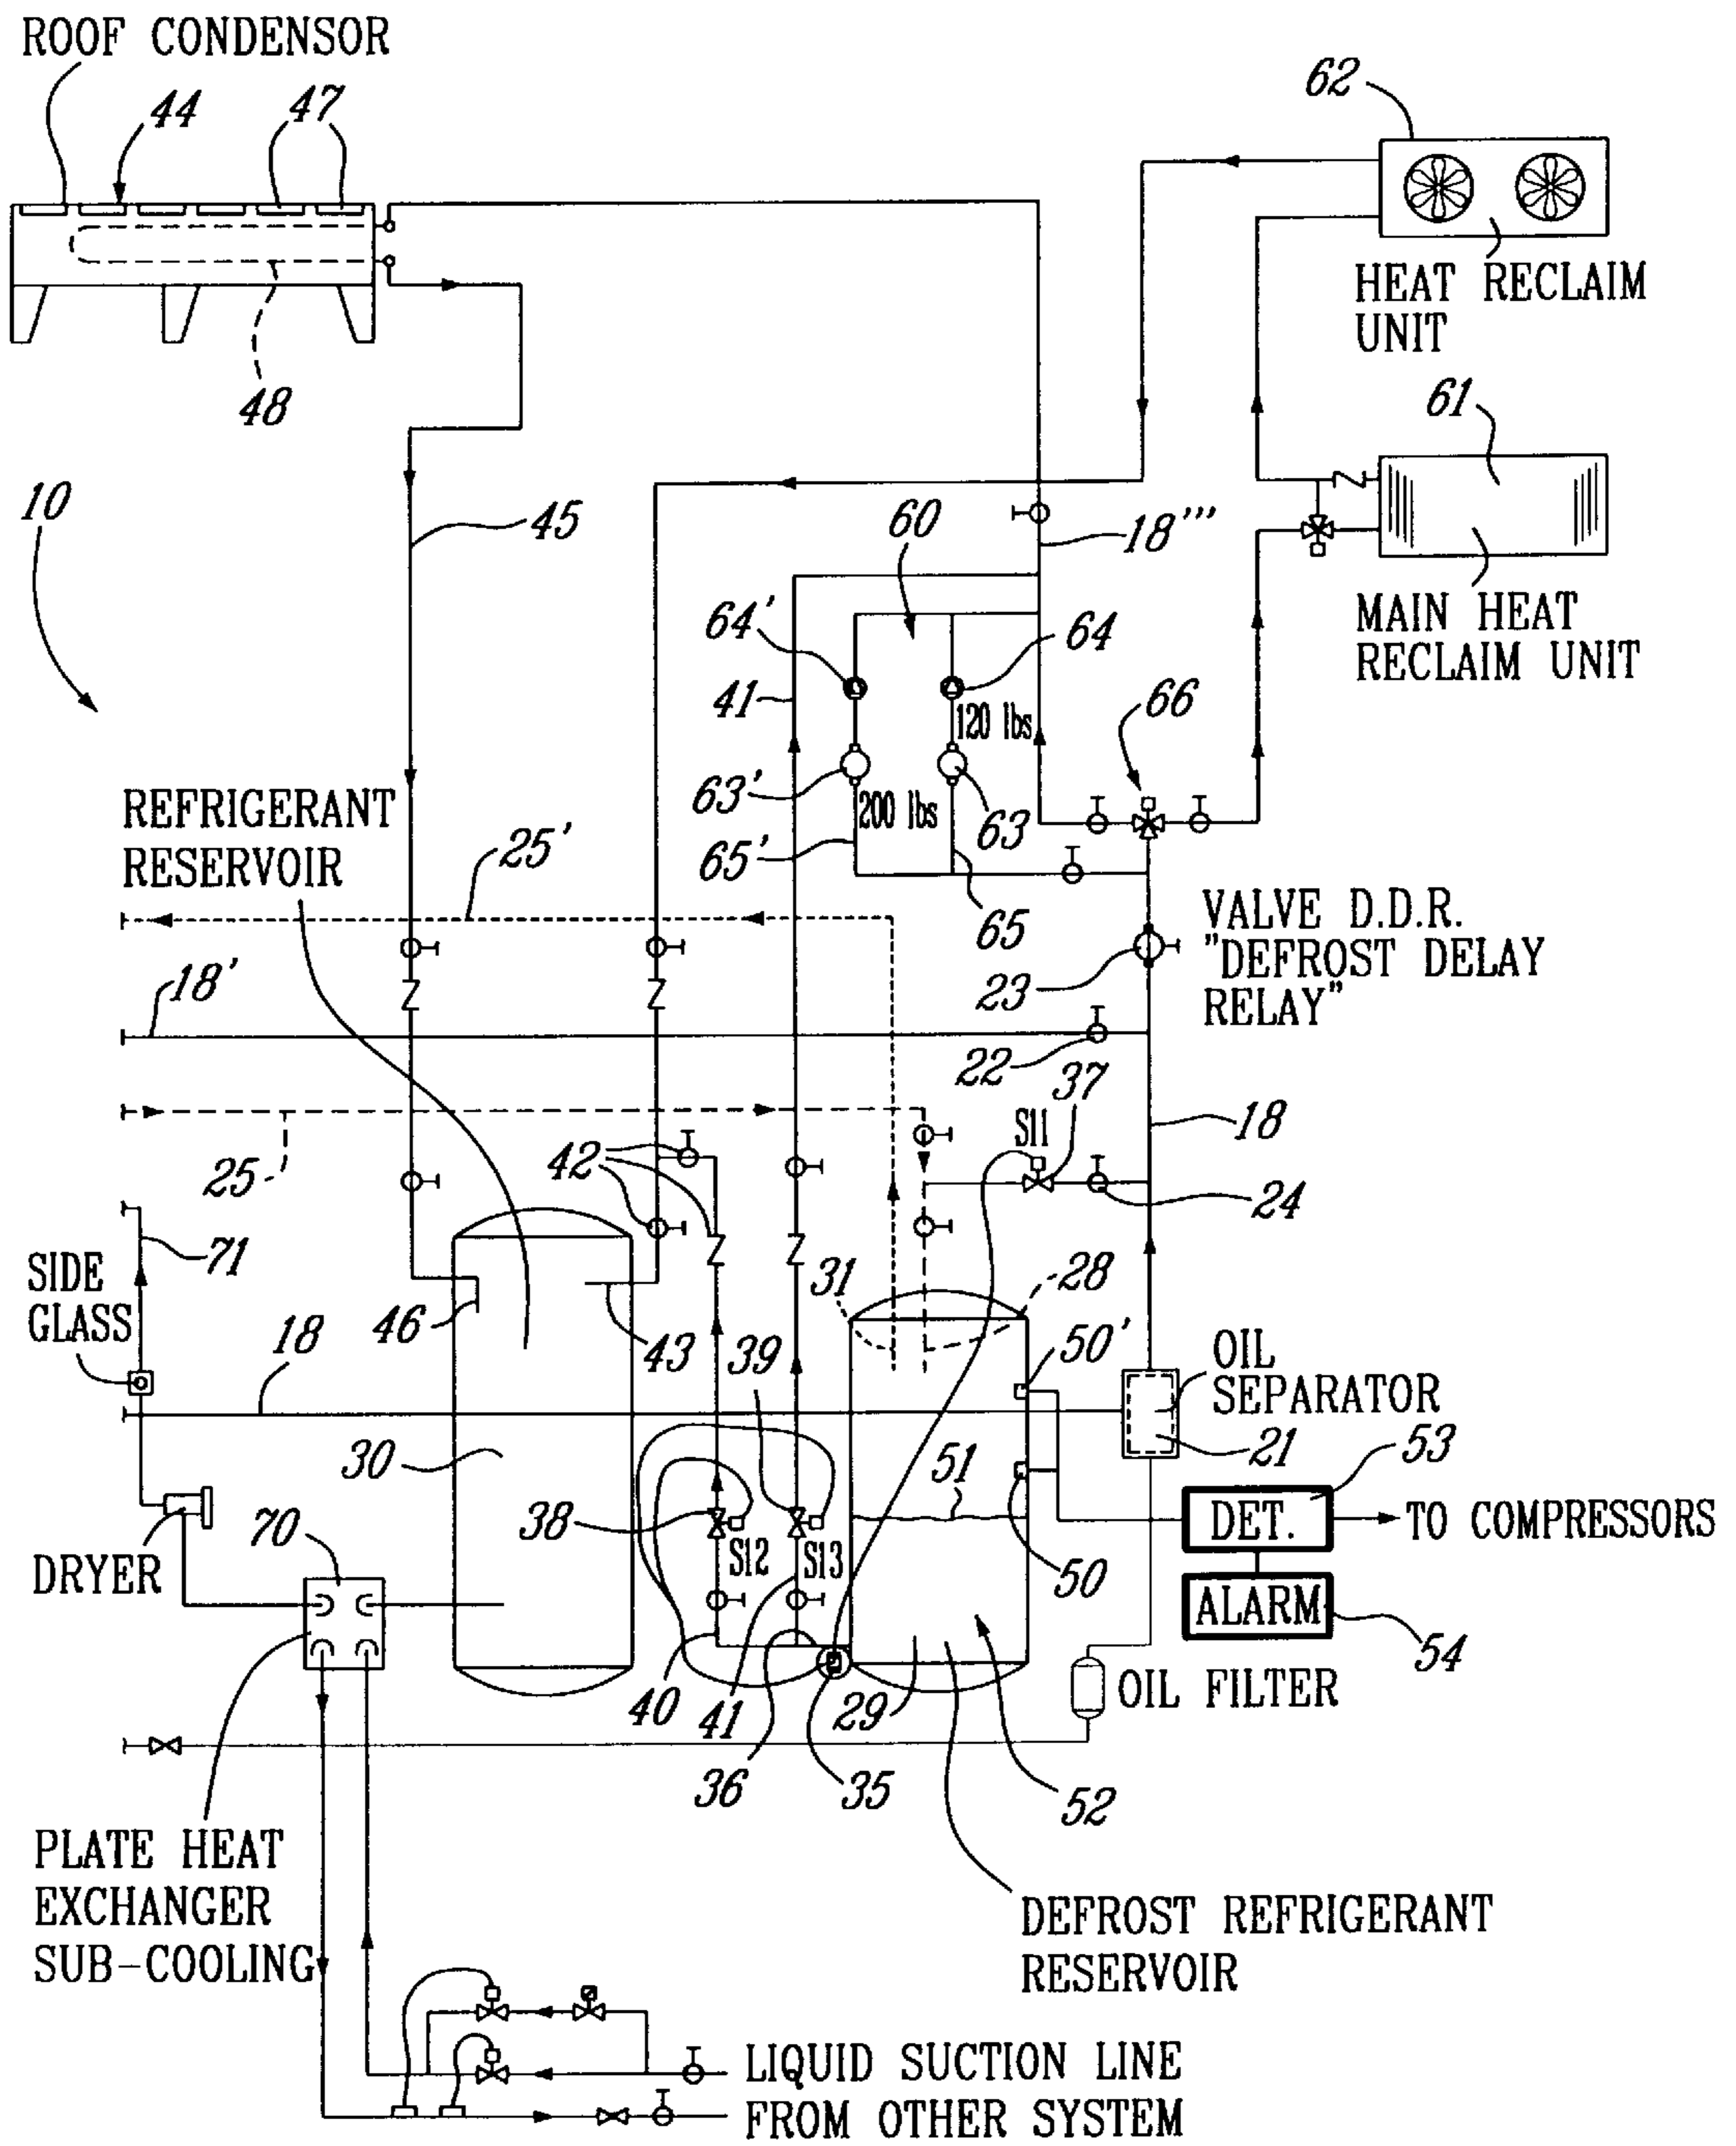 ROOF CONDENSOR
44
47
62
HEAT RECLAIM
UNIT
48
61
10
45
60
18'''
MAIN HEAT
RECLAIM UNIT
64'
64
41
120 lbs
66
REFRIGERANT
RESERVOIR
25'
63'
200 lbs
63
65'
65
VALVE D.D.R.
"DEFROST DELAY
RELAY"
23
18'
22
37
S11
18
25
42
24
71
SIDE
GLASS
31
28
46
43
39
50'
OIL
SEPARATOR
21
18
30
51
53
38
S12
S13
DET.
TO COMPRESSORS
DRYER
70
50
ALARM
54
40
41
29
OIL FILTER
36
35
52
PLATE HEAT
EXCHANGER
SUB-COOLING
DEFROST REFRIGERANT
RESERVOIR
LIQUID SUCTION LINE
FROM OTHER SYSTEM